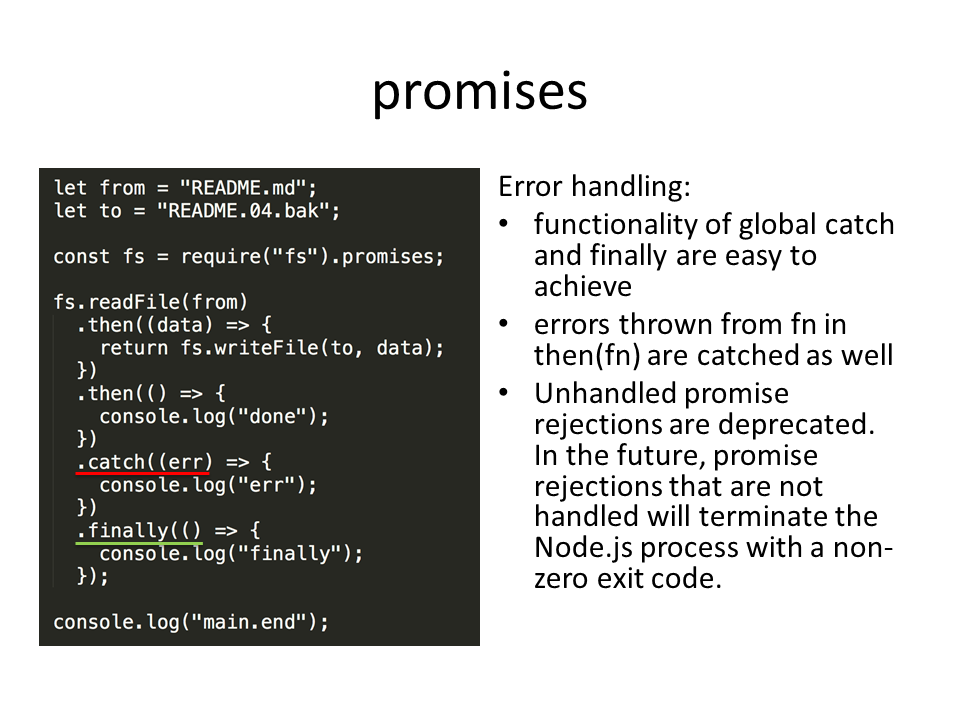 promises
let from = "README.md";
let to = "README.04.bak";
const fs = require("fs").promises;
fs.readFile(from)
  .then((data) => {
    return fs.writeFile(to, data);
  })
  .then(() => {
    console.log("done");
  })
  .catch((err) => {
    console.log("err");
  })
  .finally(() => {
    console.log("finally");
  });
console.log("main.end");
Error handling:
• functionality of global catch
and finally are easy to
achieve
• errors thrown from fn in
then(fn) are catched as well
• Unhandled promise
rejections are deprecated.
In the future, promise
rejections that are not
handled will terminate the
Node.js process with a non-
zero exit code.